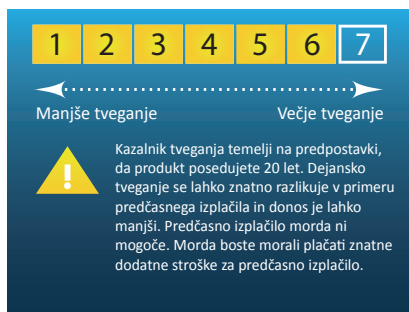 1 2 3 4 5 6 7
Manjše tveganje Večje tveganje
Kazalnik tveganja temelji na predpostavki,
da produkt posedujete 20 let. Dejansko
tveganje se lahko znatno razlikuje v primeru
predčasnega izplačila in donos je lahko
manjši. Predčasno izplačilo morda ni
mogoče. Morda boste morali plačati znatne
dodatne stroške za predčasno izplačilo.